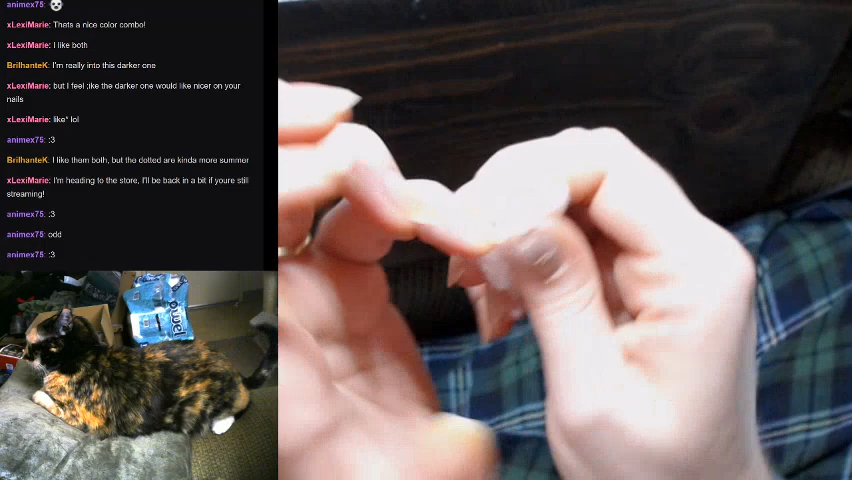 animex75:
xLexiMarie: Thats a nice color combo!
xLexiMarie: I like both
BrilhanteK: I'm really into this darker one
xLexiMarie: but I feel ;ike the darker one would like nicer on your
nails
xLexiMarie: like* lol
animex75: :3
BrilhanteK: I like them both, but the dotted are kinda more summer
xLexiMarie: I'm heading to the store, I'll be back in a bit if youre still
streaming!
animex75: :3
animex75: odd
animex75: :3